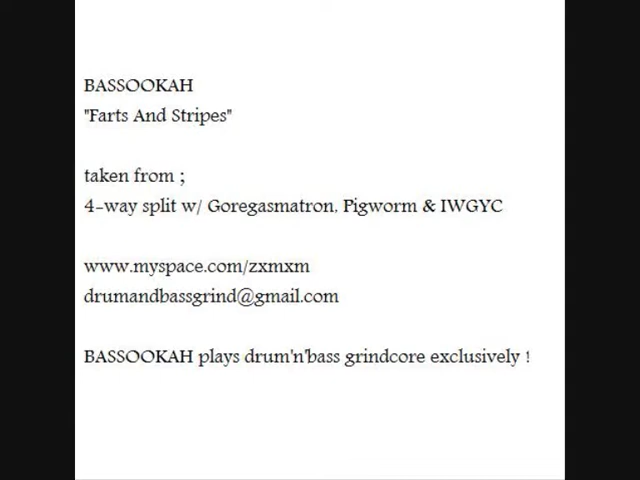 BASSOOKAH
"Farts And Stripes"
taken from ;
4-way split w/ Goregasmatron, Pigworm & IWGYC
www.myspace.com/zxmxm
drumandbassgrind@gmail.com
BASSOOKAH plays drum'n'bass grindcore exclusively !